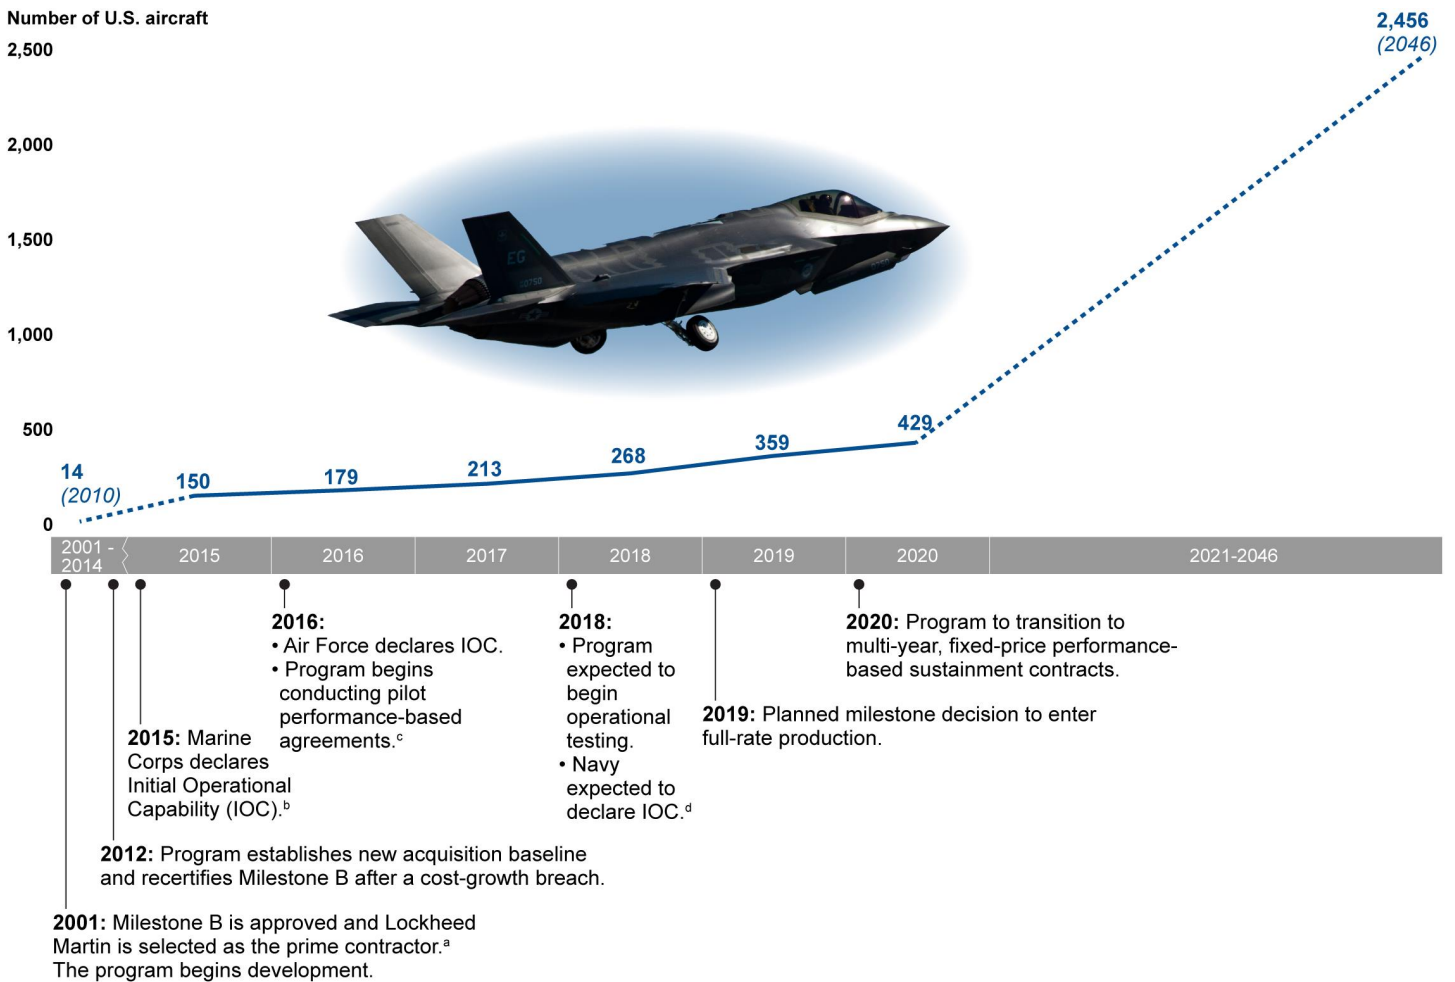 Number of U.S. aircraft
2,500
2,000
1,500
1,000
500
0
14
(2010)
150
179
213
268
359
429
2,456
(2046)
EG
2001 -
2014
2015
2016
2017
2018
2019
2020
2021-2046
2016:
• Air Force declares IOC.
• Program begins
conducting pilot
performance-based
agreements.c
2018:
• Program
expected to
begin
operational
testing.
• Navy
expected to
declare IOC.d
2020: Program to transition to
multi-year, fixed-price performance-
based sustainment contracts.
2019: Planned milestone decision to enter
full-rate production.
2015: Marine
Corps declares
Initial Operational
Capability (IOC).b
2012: Program establishes new acquisition baseline
and recertifies Milestone B after a cost-growth breach.
2001: Milestone B is approved and Lockheed
Martin is selected as the prime contractor.a
The program begins development.